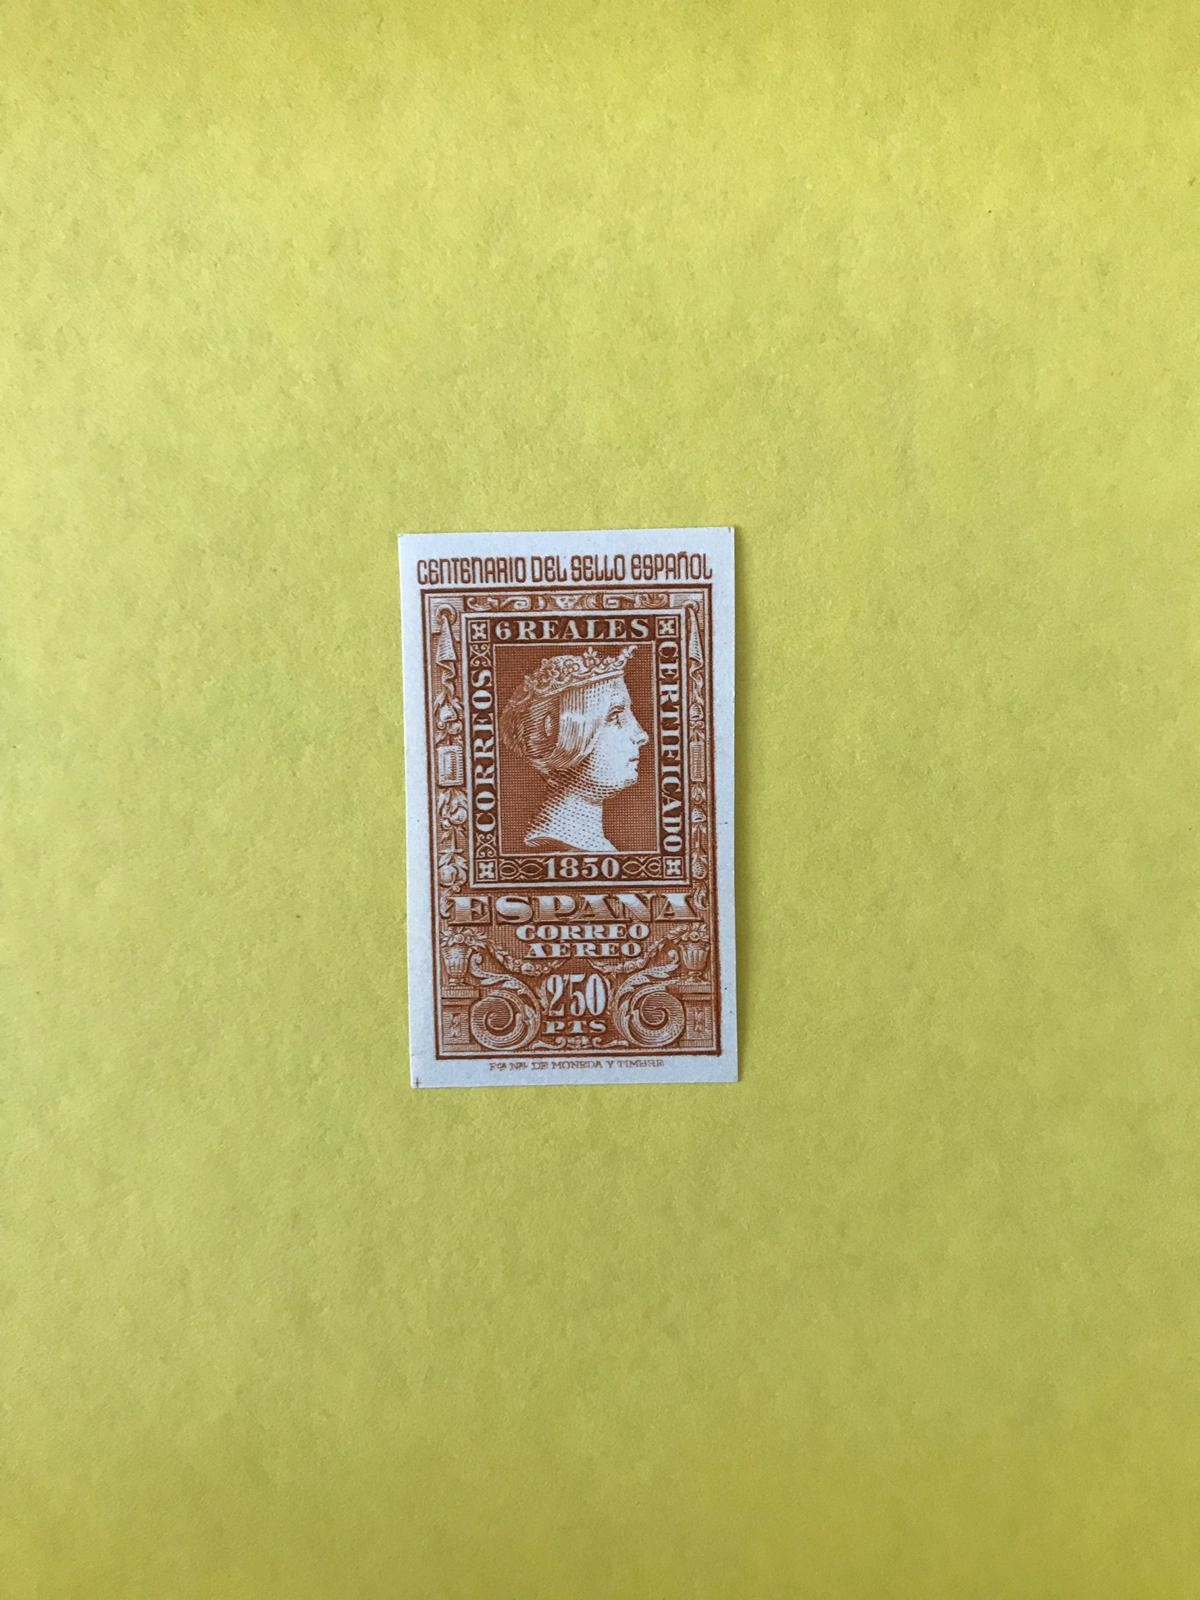 CENTENARIO DEL SELLO ESPAÑOL
6 REALES
CORREOS
CERTIFICADO
1850
ESPAÑA
CORREO
AEREO
2'50
PTS
Fca Nal DE MONEDA Y TIMBRE